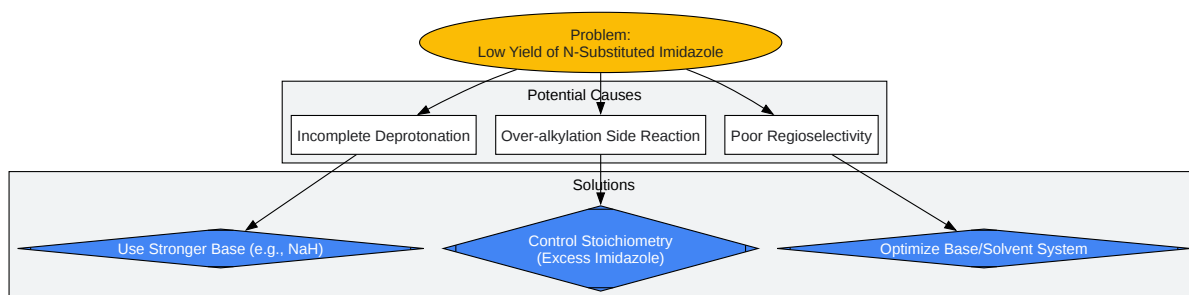 Problem:
Low Yield of N-Substituted Imidazole
Potential Causes
Incomplete Deprotonation
Over-alkylation Side Reaction
Poor Regioselectivity
Solutions
Use Stronger Base (e.g., NaH)
Control Stoichiometry
(Excess Imidazole)
Optimize Base/Solvent System